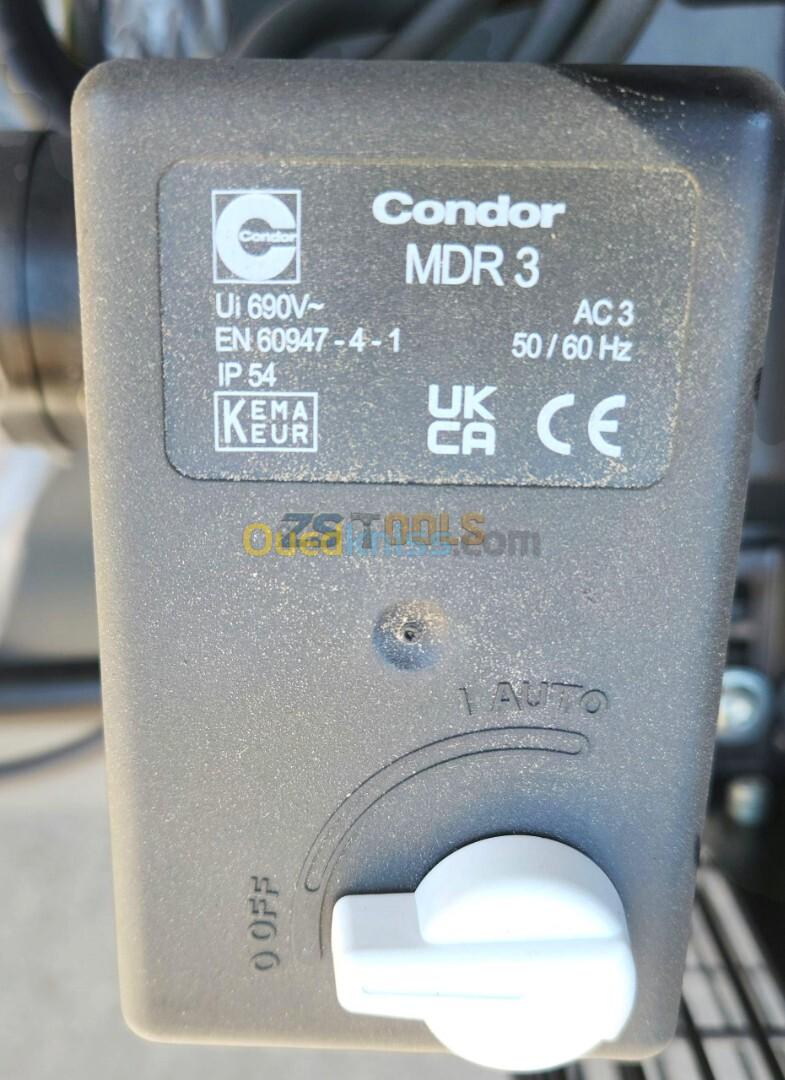 Condor
Condor
MDR 3
Ui 690V~
AC 3
EN 60947 - 4 - 1
50 / 60 Hz
IP 54
KEMA
KEUR
UK
CA
CE
ZSTOOLS
Ouedkniss.com
I AUTO
0 OFF